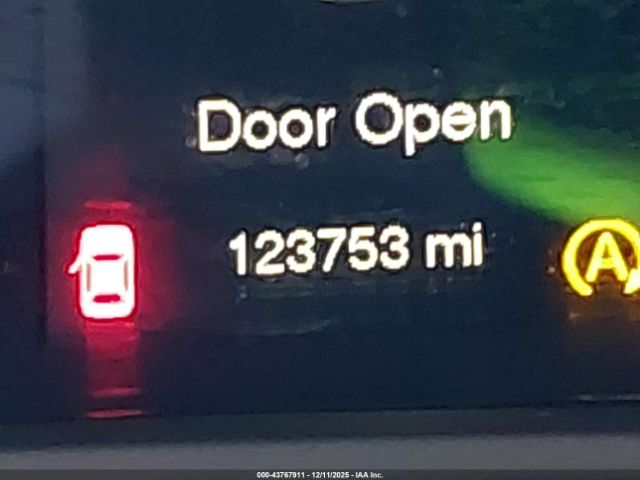 Door Open
123753 mi
A
000-43767911 - 12/11/2025 - IAA Inc.